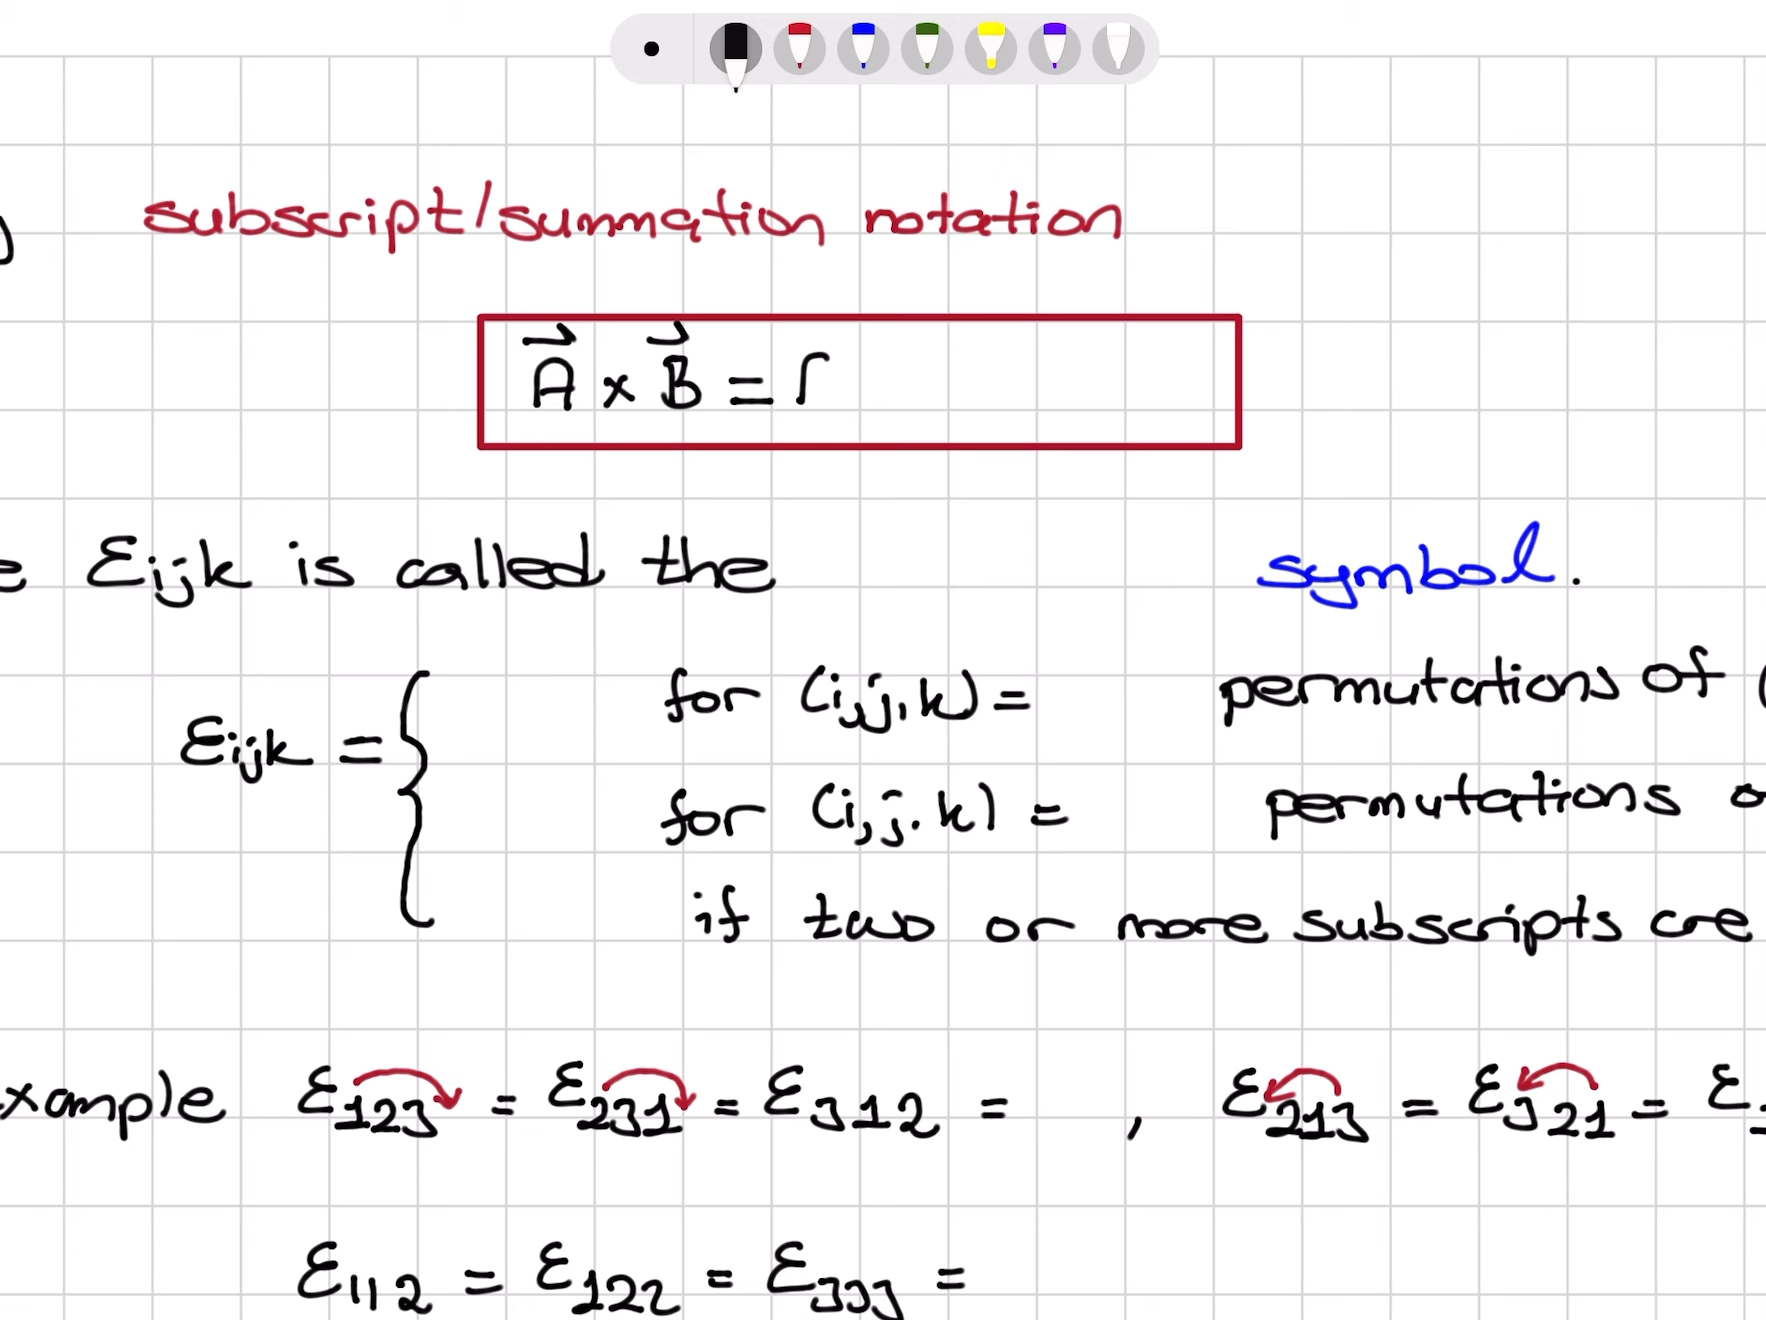 subscript/summation notation
A⃗ × B⃗ = Γ
εijk is called the symbol.
for (i,j,k) = permutations of (
εijk = {
for (i,j,k) = permutations o
if two or more subscripts are
xample ε123 = ε231 = ε312 = , ε213 = ε321 = ε
ε112 = ε122 = ε333 =